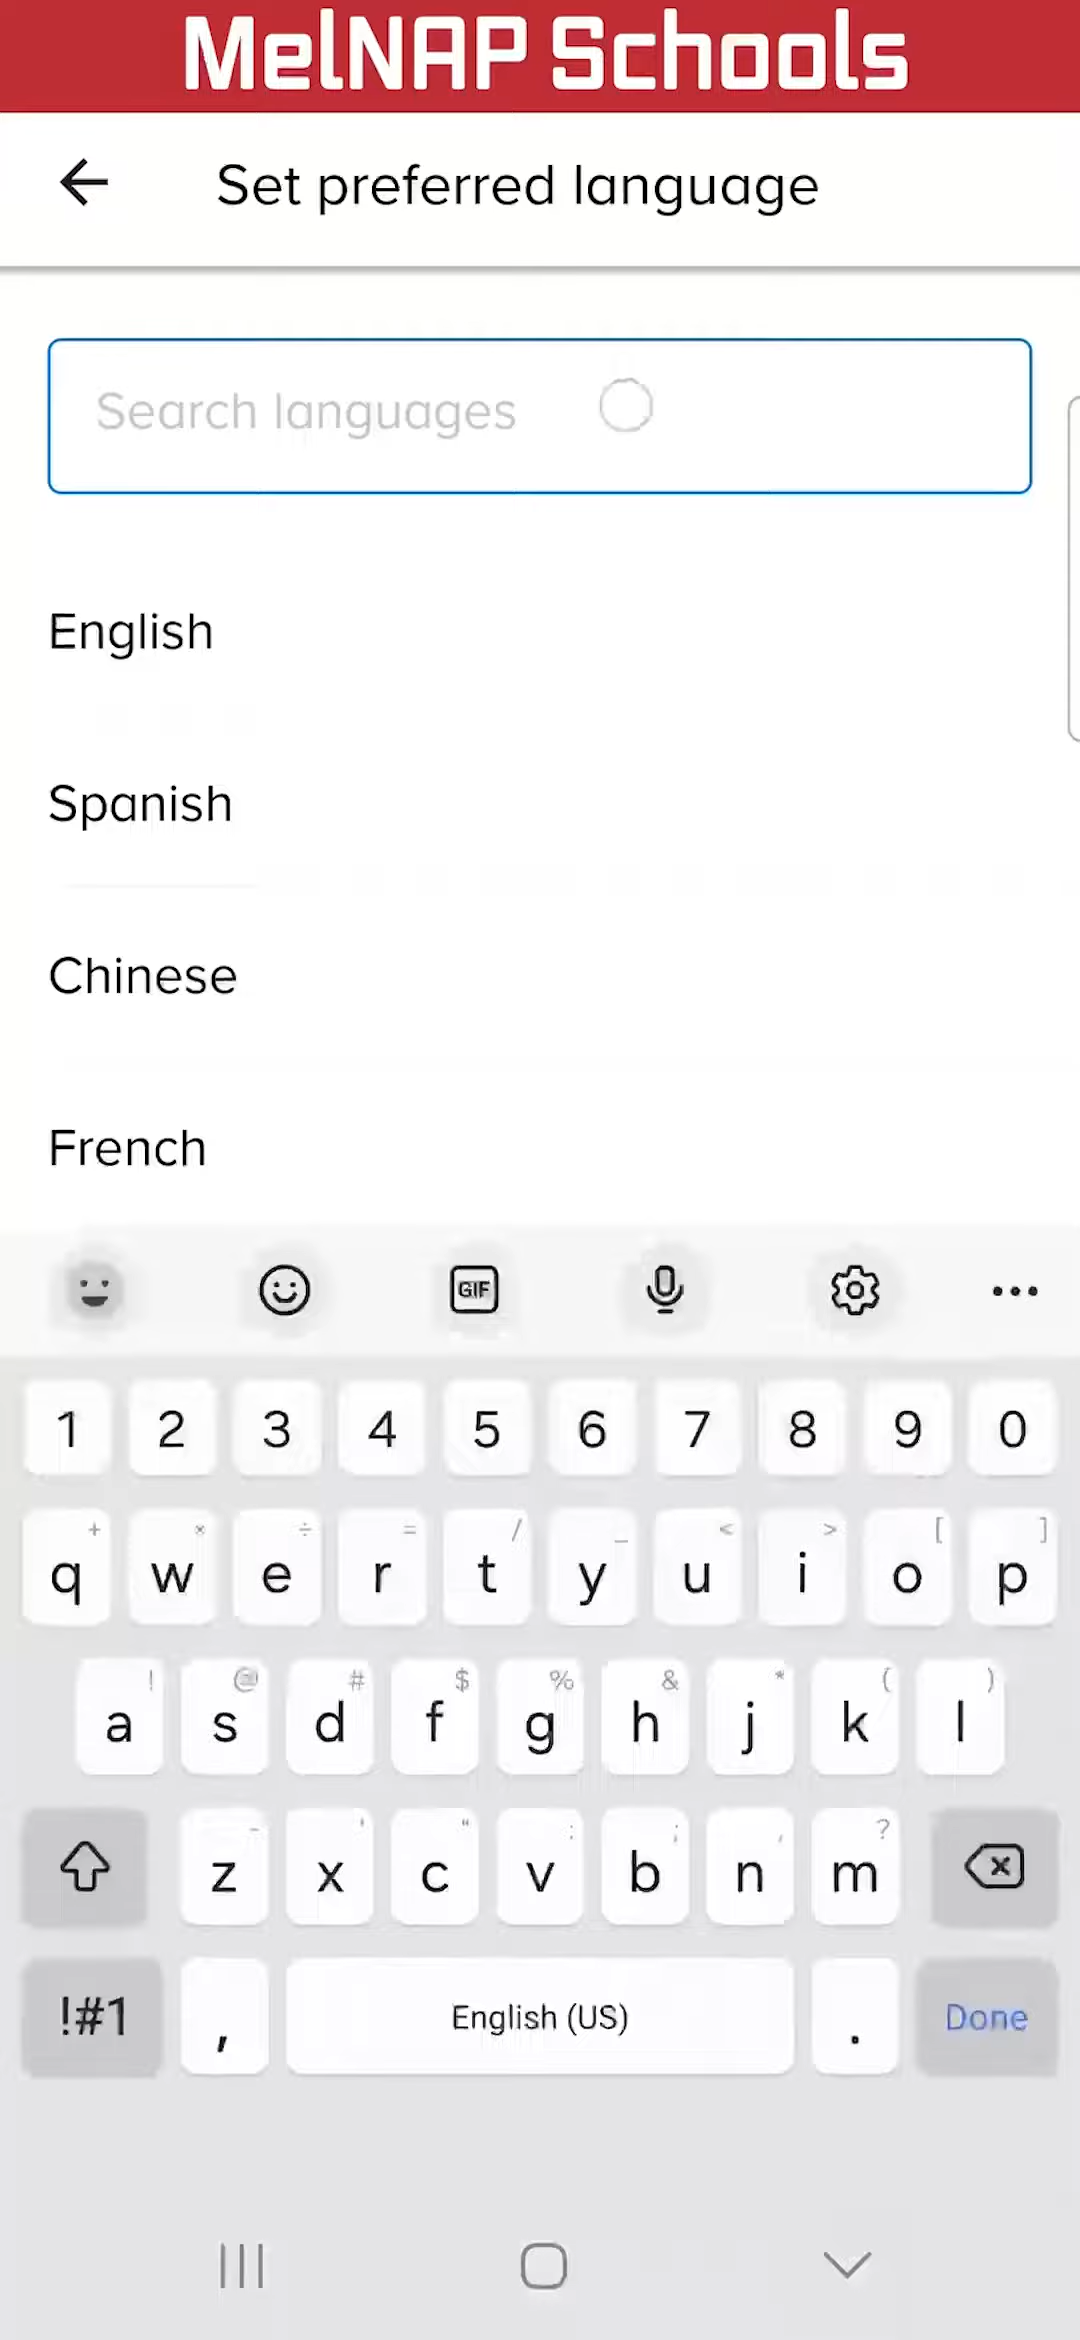 MelNAP Schools
Set preferred language
Search languages
English
Spanish
Chinese
French
GIF
1 2 3 4 5 6 7 8 9 0
+ × ÷ = / _ < > [ ]
q w e r t y u i o p
! @ # $ % & * ( )
a s d f g h j k l
- ' " : ; , ?
z x c v b n m
!#1 , English (US) . Done